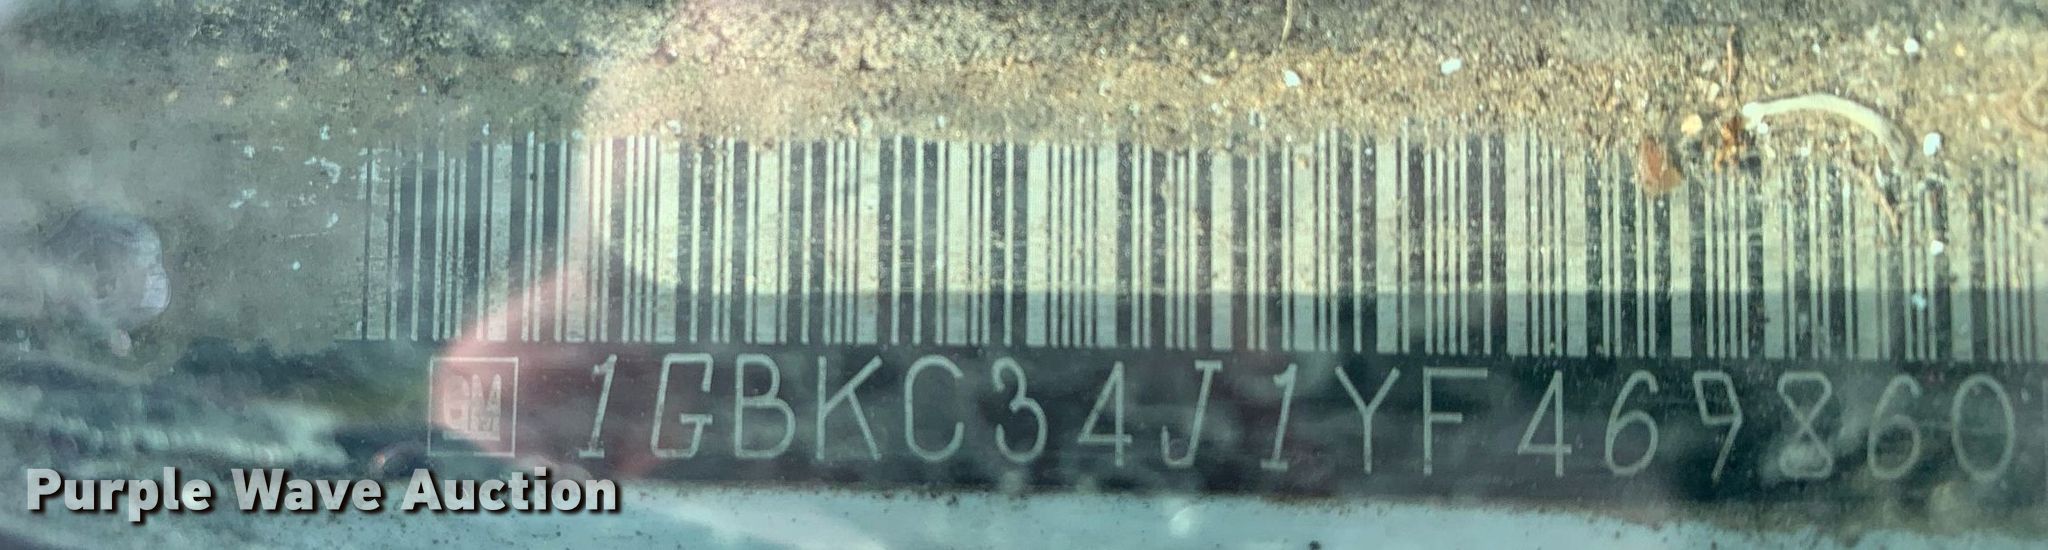 GM 1GBKC34J1YF469860
Purple Wave Auction